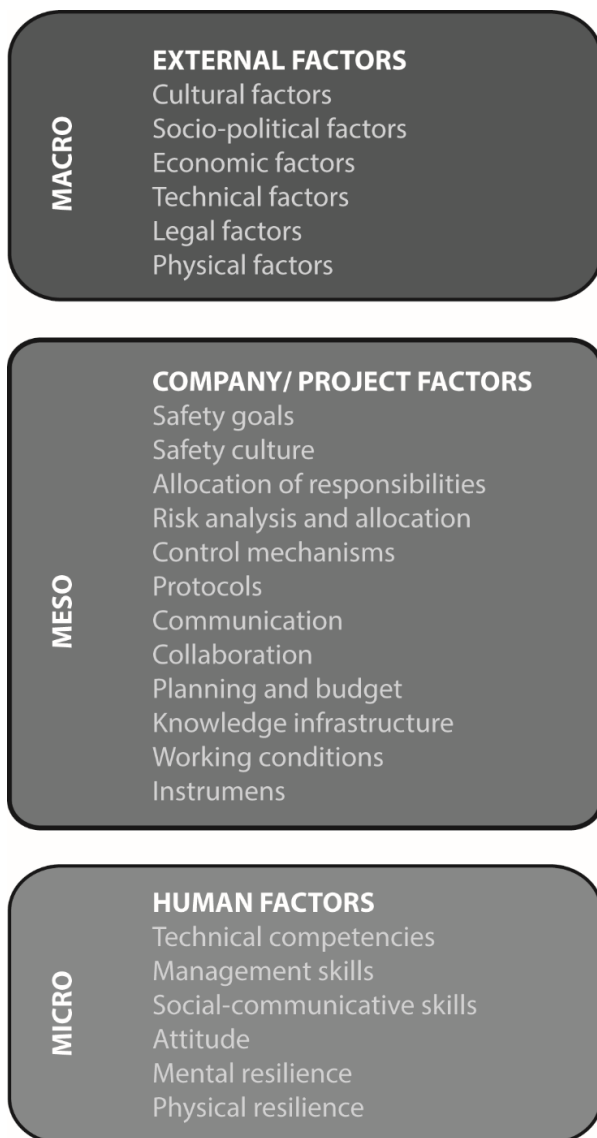 MACRO
EXTERNAL FACTORS
Cultural factors
Socio-political factors
Economic factors
Technical factors
Legal factors
Physical factors
MESO
COMPANY/ PROJECT FACTORS
Safety goals
Safety culture
Allocation of responsibilities
Risk analysis and allocation
Control mechanisms
Protocols
Communication
Collaboration
Planning and budget
Knowledge infrastructure
Working conditions
Instrumens
MICRO
HUMAN FACTORS
Technical competencies
Management skills
Social-communicative skills
Attitude
Mental resilience
Physical resilience